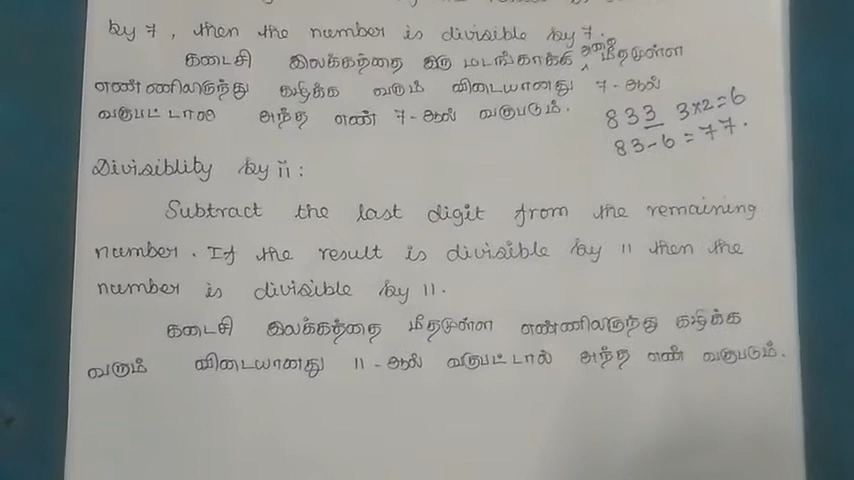 by 7, then the number is divisible by 7.
கடைசி இலக்கத்தை இரு மடங்காக்கி அதை மீதமுள்ள
எண்ணிலிருந்து கழிக்க வரும் விடையானது 7-ஆல்
வகுபட்டால் அந்த எண் 7-ஆல் வகுபடும்.
833 3x2=6
83-6=77.
Divisiblity by 11:
Subtract the last digit from the remaining
number. If the result is divisible by 11 then the
number is divisible by 11.
கடைசி இலக்கத்தை மீதமுள்ள எண்ணிலிருந்து கழிக்க
வரும் விடையானது 11-ஆல் வகுபட்டால் அந்த எண் வகுபடும்.